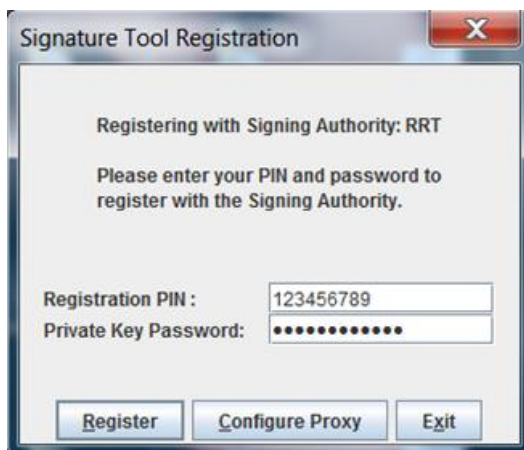 Signature Tool Registration
X
Registering with Signing Authority: RRT
Please enter your PIN and password to
register with the Signing Authority.
Registration PIN : 123456789
Private Key Password: ●●●●●●●●●●●●
Register Configure Proxy Exit